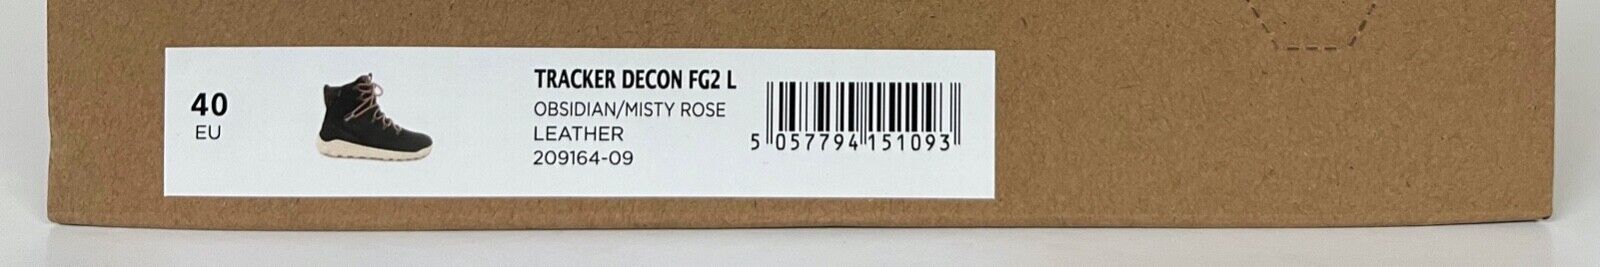 40
EU
TRACKER DECON FG2 L
OBSIDIAN/MISTY ROSE
LEATHER
209164-09
5 057794 151093